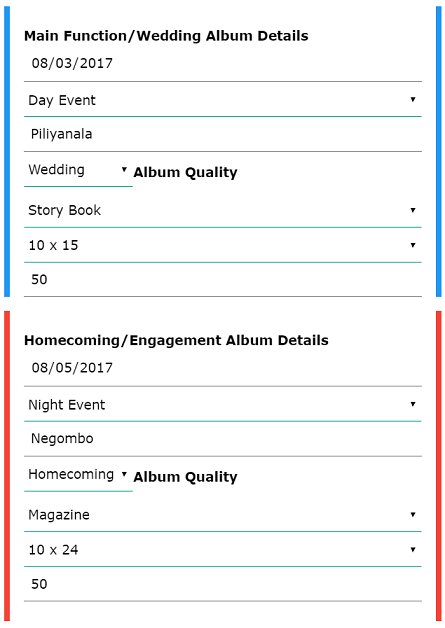 Main Function/Wedding Album Details
08/03/2017
Day Event
Piliyanala
Wedding Album Quality
Story Book
10 x 15
50
Homecoming/Engagement Album Details
08/05/2017
Night Event
Negombo
Homecoming Album Quality
Magazine
10 x 24
50